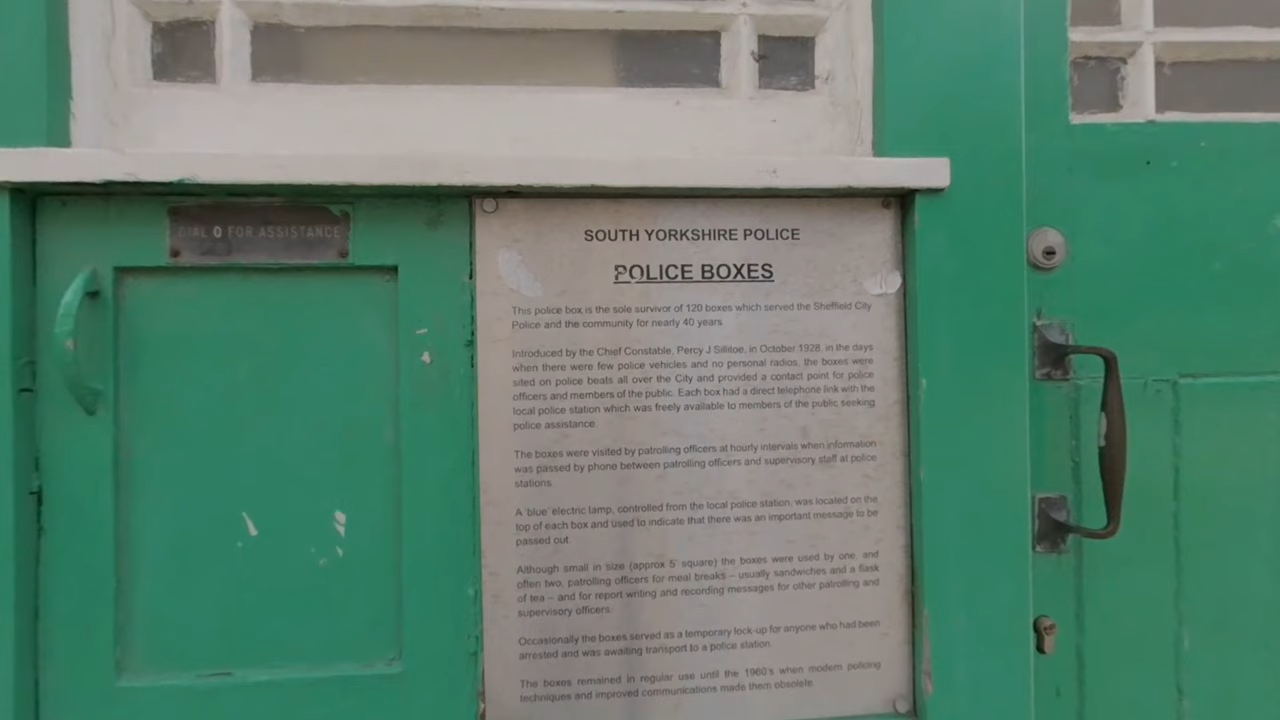 DIAL 0 FOR ASSISTANCE
SOUTH YORKSHIRE POLICE
POLICE BOXES
This police box is the sole survivor of 120 boxes which served the Sheffield City
Police and the community for nearly 40 years.
Introduced by the Chief Constable, Percy J Sillitoe, in October 1928, in the days
when there were few police vehicles and no personal radios, the boxes were
sited on police beats all over the City and provided a contact point for police
officers and members of the public. Each box had a direct telephone link with the
local police station which was freely available to members of the public seeking
police assistance.
The boxes were visited by patrolling officers at hourly intervals when information
was passed by phone between patrolling officers and supervisory staff at police
stations.
A 'blue' electric lamp, controlled from the local police station, was located on the
top of each box and used to indicate that there was an important message to be
passed out.
Although small in size (approx 5' square) the boxes were used by one, and
often two, patrolling officers for meal breaks – usually sandwiches and a flask
of tea – and for report writing and recording messages for other patrolling and
supervisory officers.
Occasionally the boxes served as a temporary lock-up for anyone who had been
arrested and was awaiting transport to a police station.
The boxes remained in regular use until the 1960's when modern policing
techniques and improved communications made them obsolete.